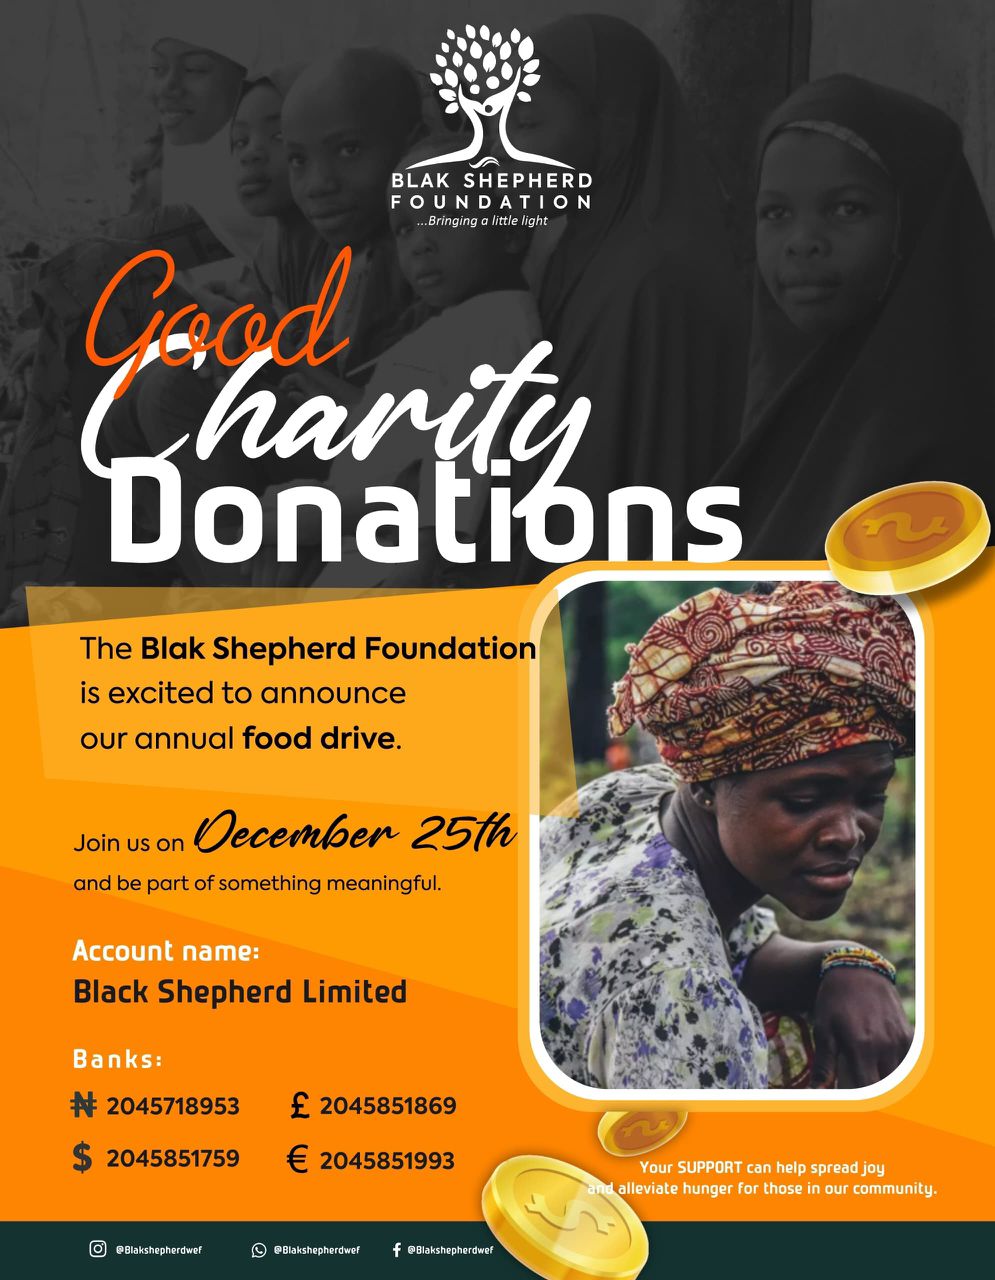 BLAK SHEPHERD
FOUNDATION
...Bringing a little light
Good
Charity
Donations
The Blak Shepherd Foundation
is excited to announce
our annual food drive.
Join us on December 25th
and be part of something meaningful.
Account name:
Black Shepherd Limited
Banks:
₦ 2045718953 £ 2045851869
$ 2045851759 € 2045851993
Your SUPPORT can help spread joy
and alleviate hunger for those in our community.
@Blakshepherdwef @Blakshepherdwef @Blakshepherdwef